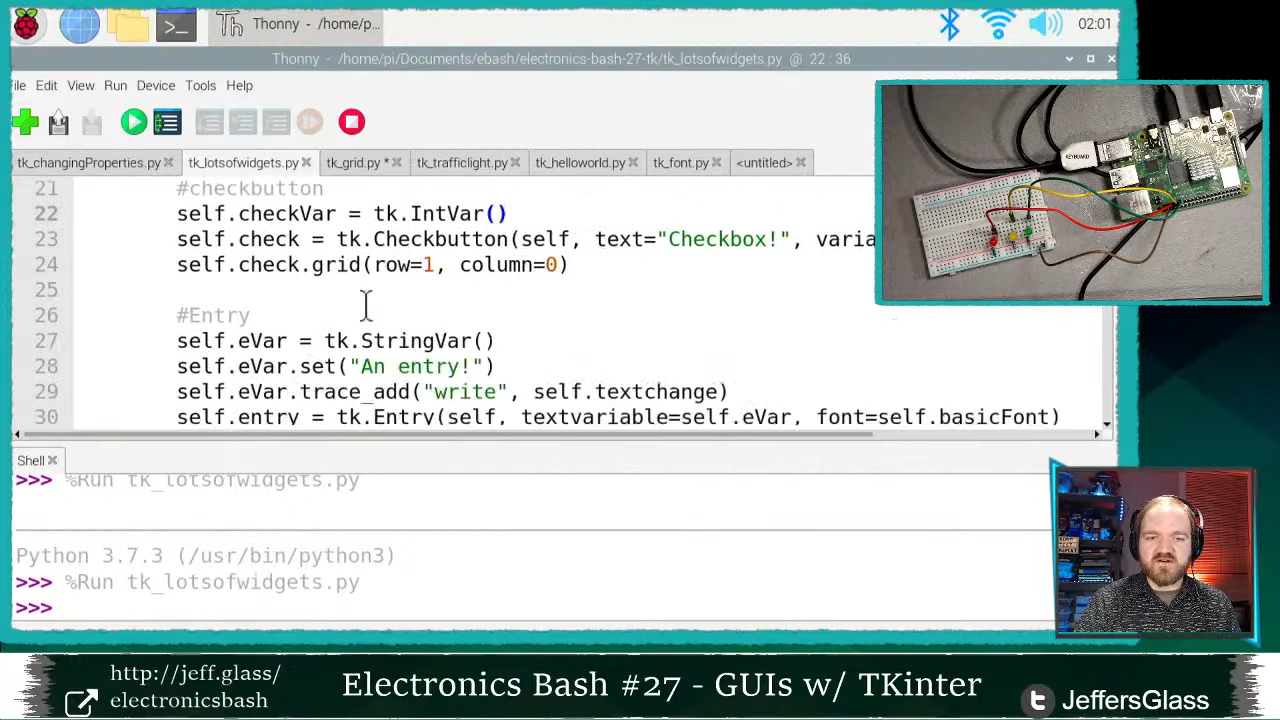 Thonny - /home/p...
02:01
Thonny - /home/pi/Documents/ebash/electronics-bash-27-tk/tk_lotsofwidgets.py @ 22 : 36
ile Edit View Run Device Tools Help
tk_changingProperties.py tk_lotsofwidgets.py tk_grid.py * tk_trafficlight.py tk_helloworld.py tk_font.py <untitled>
21 #checkbutton
22 self.checkVar = tk.IntVar()
23 self.check = tk.Checkbutton(self, text="Checkbox!", varia
24 self.check.grid(row=1, column=0)
25
26 #Entry
27 self.eVar = tk.StringVar()
28 self.eVar.set("An entry!")
29 self.eVar.trace_add("write", self.textchange)
30 self.entry = tk.Entry(self, textvariable=self.eVar, font=self.basicFont)
Shell
>>> %Run tk_lotsofwidgets.py
Python 3.7.3 (/usr/bin/python3)
>>> %Run tk_lotsofwidgets.py
>>>
KEYBOARD
http://jeff.glass/
electronicsbash
Electronics Bash #27 - GUIs w/ TKinter
JeffersGlass